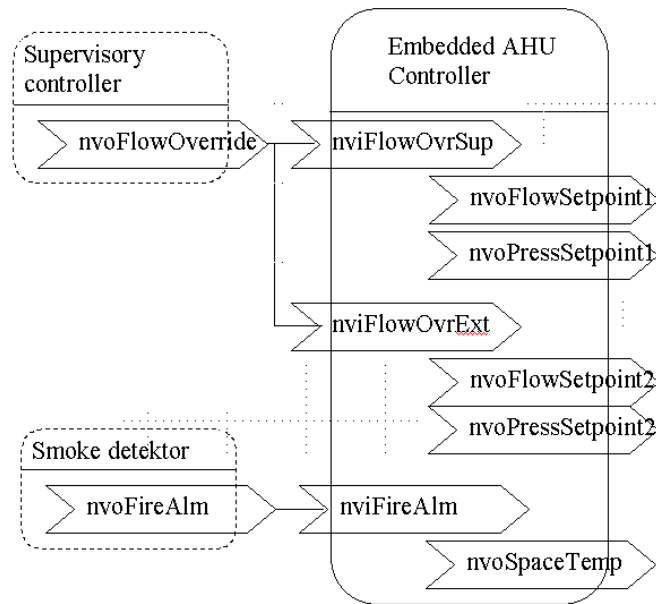 Supervisory
controller
Embedded AHU
Controller
nvoFlowOverride
nviFlowOvrSup
nvoFlowSetpoint1
nvoPressSetpoint1
nviFlowOvrExt
nvoFlowSetpoint2
nvoPressSetpoint2
Smoke detektor
nvoFireAlm
nviFireAlm
nvoSpaceTemp